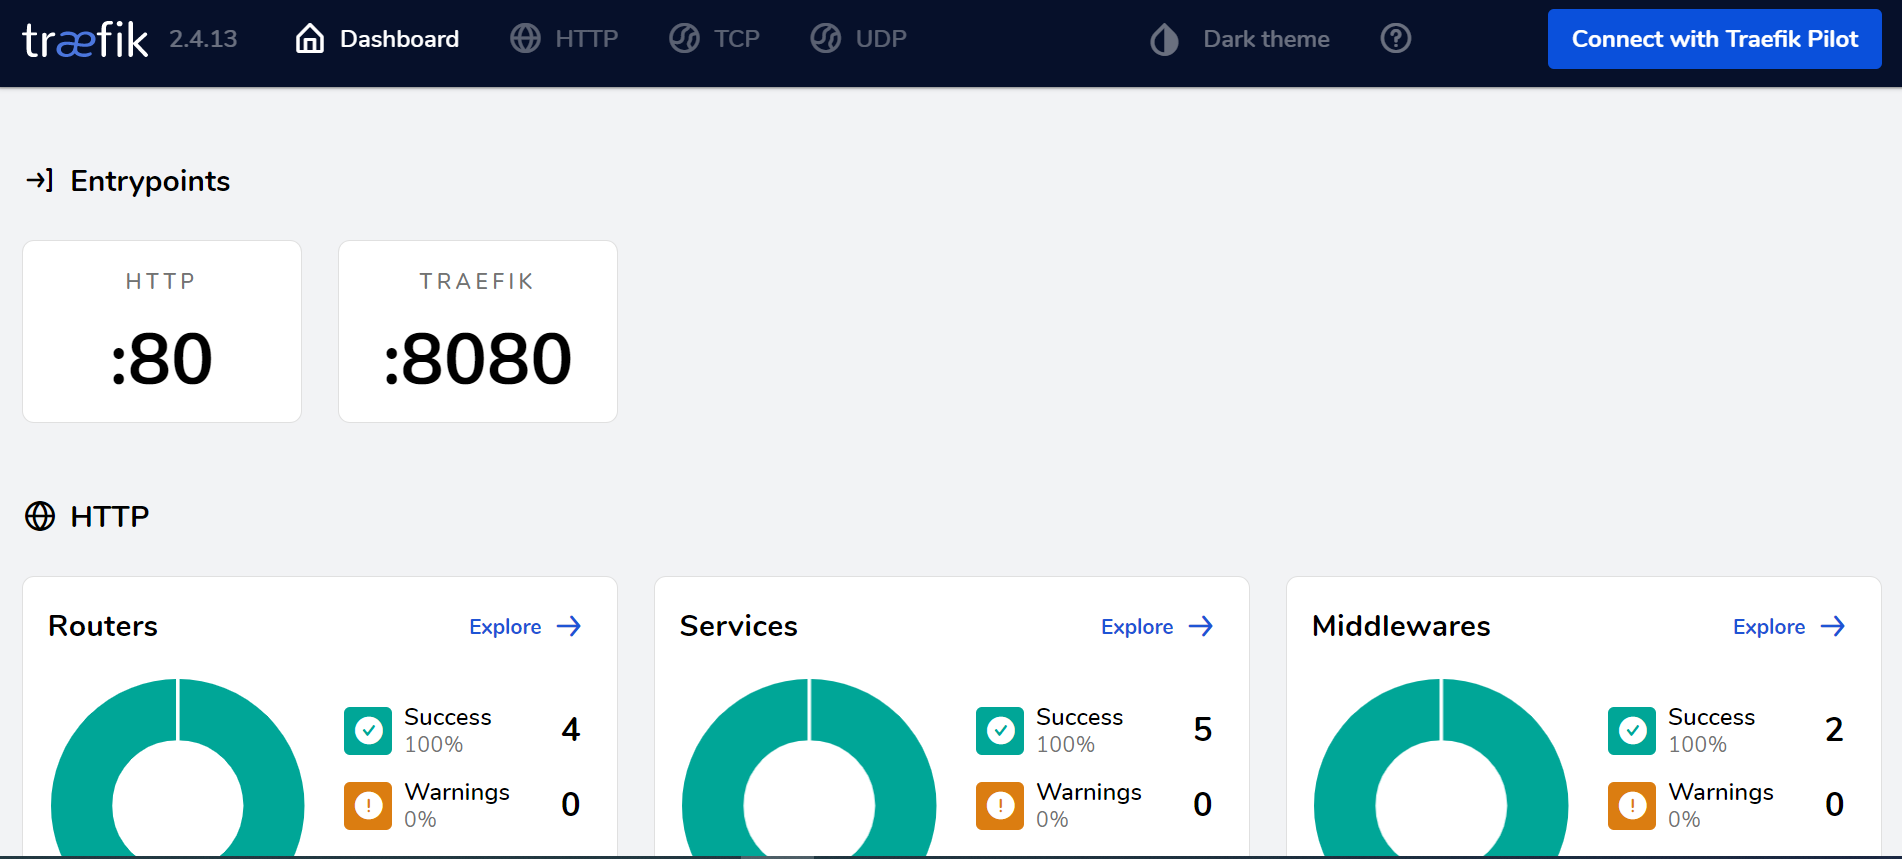 træfik 2.4.13 Dashboard HTTP TCP UDP Dark theme Connect with Traefik Pilot
Entrypoints
HTTP TRAEFIK
:80 :8080
HTTP
Routers Explore Services Explore Middlewares Explore
Success 4 Success 5 Success 2
100% 100% 100%
Warnings 0 Warnings 0 Warnings 0
0% 0% 0%